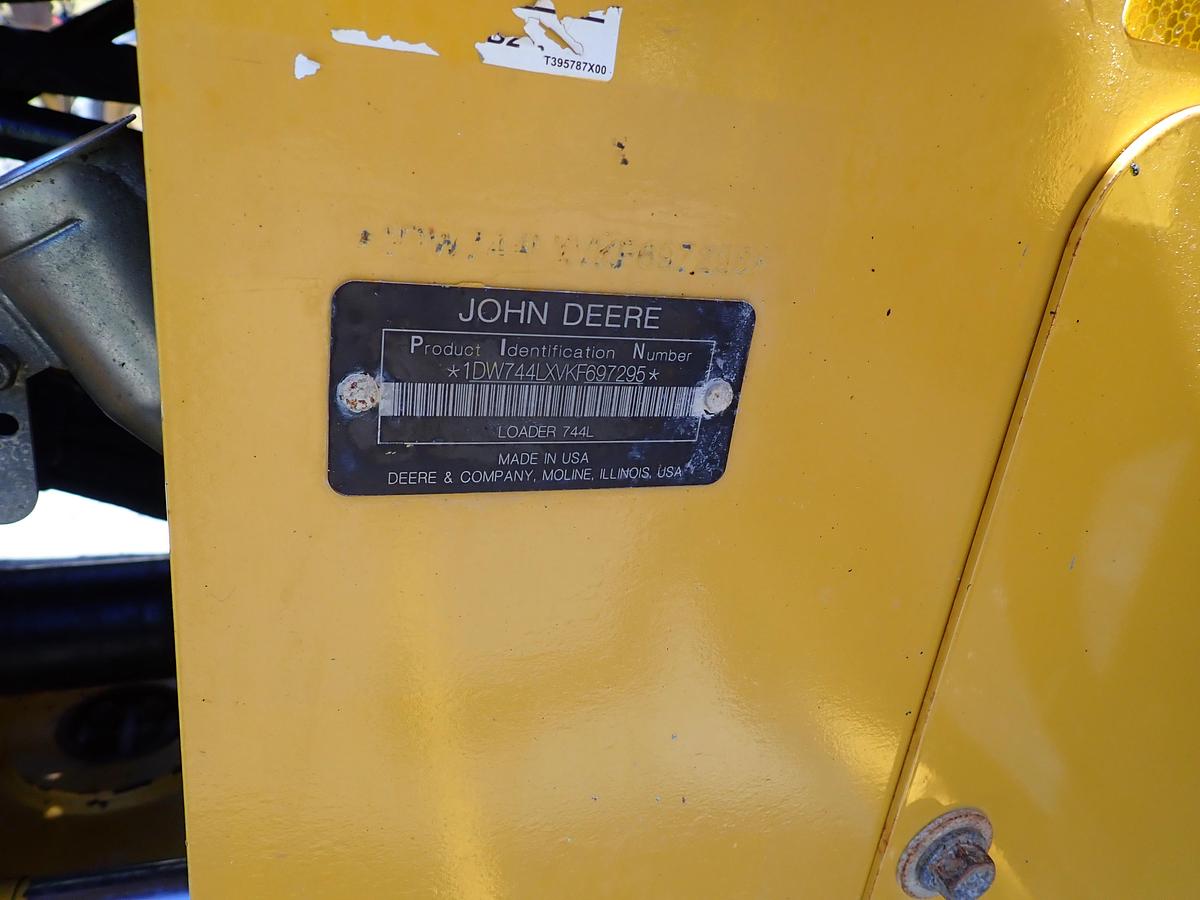 T395787X00
JOHN DEERE
Product Identification Number
*1DW744LXVKF697295*
LOADER 744L
MADE IN USA
DEERE & COMPANY, MOLINE, ILLINOIS, USA